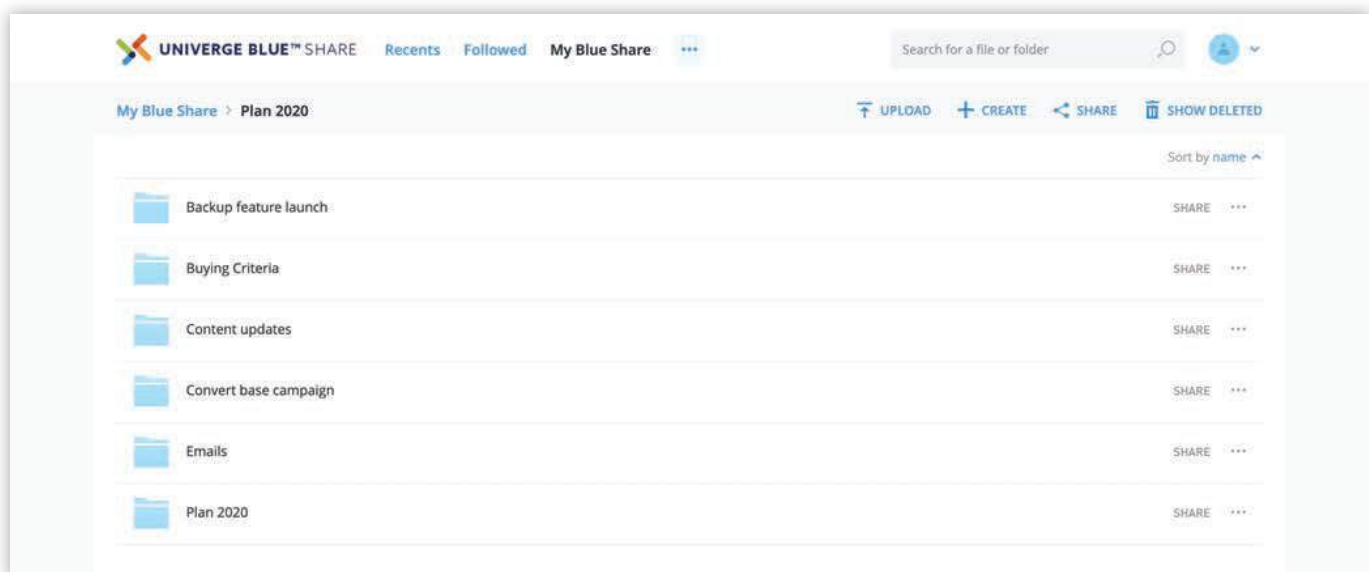 UNIVERGE BLUE™ SHARE Recents Followed My Blue Share ••• Search for a file or folder
My Blue Share > Plan 2020 UPLOAD CREATE SHARE SHOW DELETED
Sort by name
Backup feature launch SHARE •••
Buying Criteria SHARE •••
Content updates SHARE •••
Convert base campaign SHARE •••
Emails SHARE •••
Plan 2020 SHARE •••